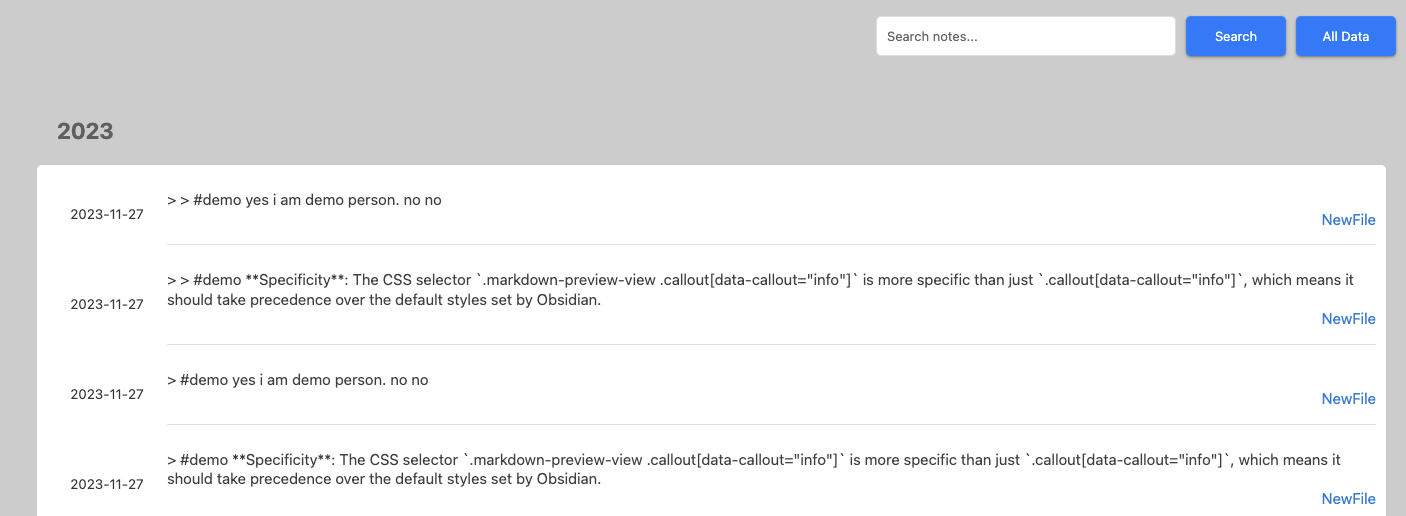 Search notes...
Search
All Data
2023
2023-11-27
> > #demo yes i am demo person. no no
NewFile
2023-11-27
> > #demo **Specificity**: The CSS selector `.markdown-preview-view .callout[data-callout="info"]` is more specific than just `.callout[data-callout="info"]`, which means it
should take precedence over the default styles set by Obsidian.
NewFile
2023-11-27
> #demo yes i am demo person. no no
NewFile
2023-11-27
> #demo **Specificity**: The CSS selector `.markdown-preview-view .callout[data-callout="info"]` is more specific than just `.callout[data-callout="info"]`, which means it
should take precedence over the default styles set by Obsidian.
NewFile